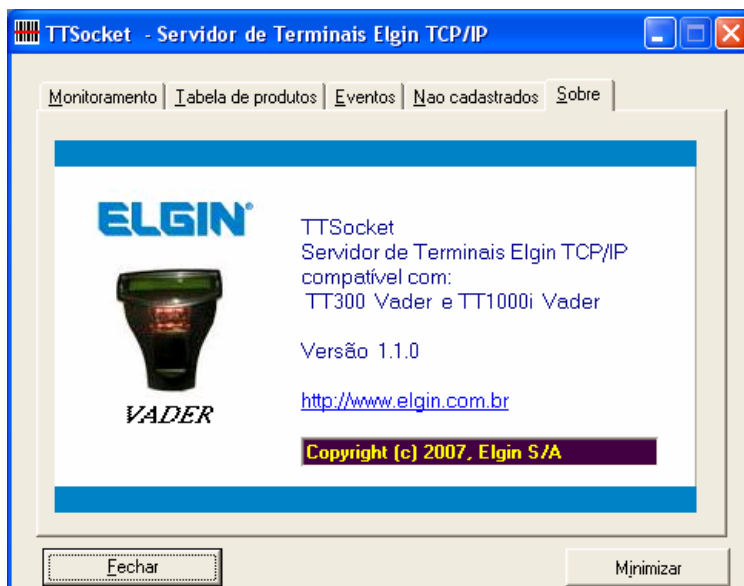 TTSocket - Servidor de Terminais Elgin TCP/IP
Monitoramento Tabela de produtos Eventos Nao cadastrados Sobre
ELGIN®
TTSocket
Servidor de Terminais Elgin TCP/IP
compatível com:
TT300 Vader e TT1000i Vader
Versão 1.1.0
VADER
http://www.elgin.com.br
Copyright (c) 2007, Elgin S/A
Fechar Minimizar